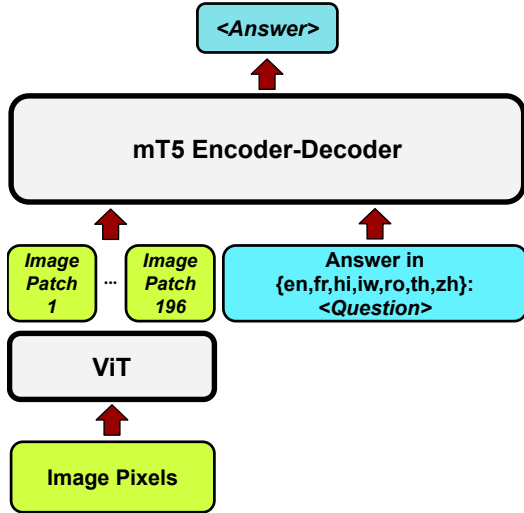 <Answer>
mT5 Encoder-Decoder
Image
Patch
1
...
Image
Patch
196
Answer in
{en,fr,hi,iw,ro,th,zh}:
<Question>
ViT
Image Pixels